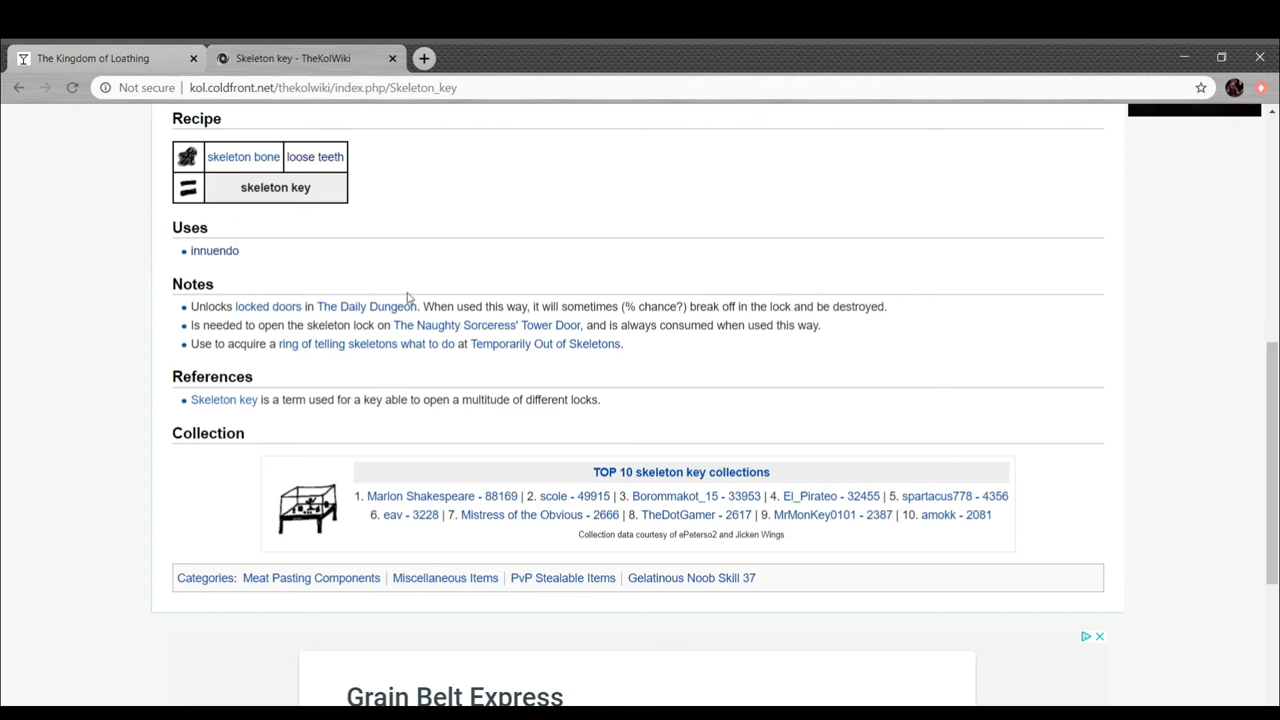 The Kingdom of Loathing
Skeleton key - TheKolWiki
Not secure | kol.coldfront.net/thekolwiki/index.php/Skeleton_key
Recipe
skeleton bone loose teeth
skeleton key
Uses
innuendo
Notes
Unlocks locked doors in The Daily Dungeon. When used this way, it will sometimes (% chance?) break off in the lock and be destroyed.
Is needed to open the skeleton lock on The Naughty Sorceress' Tower Door, and is always consumed when used this way.
Use to acquire a ring of telling skeletons what to do at Temporarily Out of Skeletons.
References
Skeleton key is a term used for a key able to open a multitude of different locks.
Collection
TOP 10 skeleton key collections
1. Marlon Shakespeare - 88169 | 2. scole - 49915 | 3. Borommakot_15 - 33953 | 4. El_Pirateo - 32455 | 5. spartacus778 - 4356
6. eav - 3228 | 7. Mistress of the Obvious - 2666 | 8. TheDotGamer - 2617 | 9. MrMonKey0101 - 2387 | 10. amokk - 2081
Collection data courtesy of ePeterso2 and Jicken Wings
Categories: Meat Pasting Components | Miscellaneous Items | PvP Stealable Items | Gelatinous Noob Skill 37
Grain Belt Express